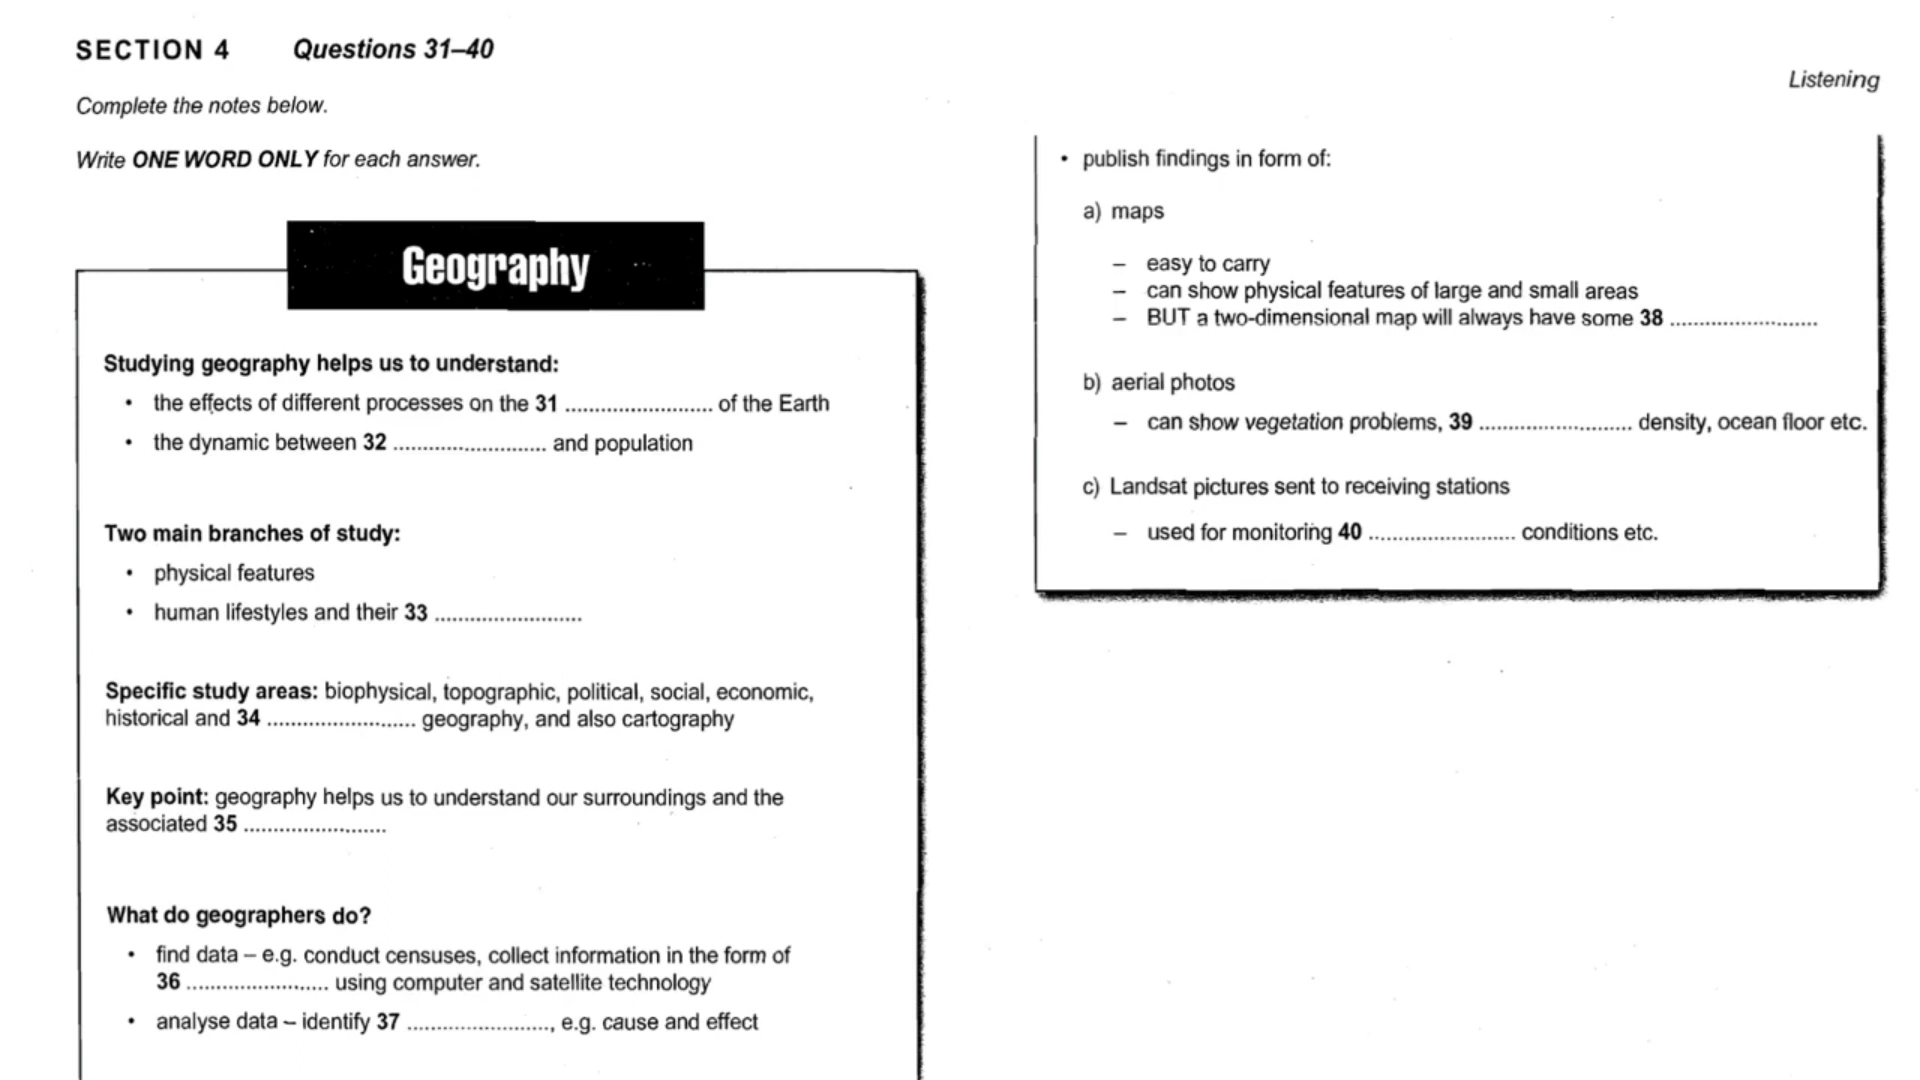 SECTION 4 Questions 31–40
Complete the notes below.
Write ONE WORD ONLY for each answer.
Geography
Studying geography helps us to understand:
• the effects of different processes on the 31 ......................... of the Earth
• the dynamic between 32 .......................... and population
Two main branches of study:
• physical features
• human lifestyles and their 33 .........................
Specific study areas: biophysical, topographic, political, social, economic,
historical and 34 ......................... geography, and also cartography
Key point: geography helps us to understand our surroundings and the
associated 35 ........................
What do geographers do?
• find data – e.g. conduct censuses, collect information in the form of
36 ........................ using computer and satellite technology
• analyse data – identify 37 ........................, e.g. cause and effect
Listening
• publish findings in form of:
a) maps
– easy to carry
– can show physical features of large and small areas
– BUT a two-dimensional map will always have some 38 .........................
b) aerial photos
– can show vegetation problems, 39 .......................... density, ocean floor etc.
c) Landsat pictures sent to receiving stations
– used for monitoring 40 ......................... conditions etc.